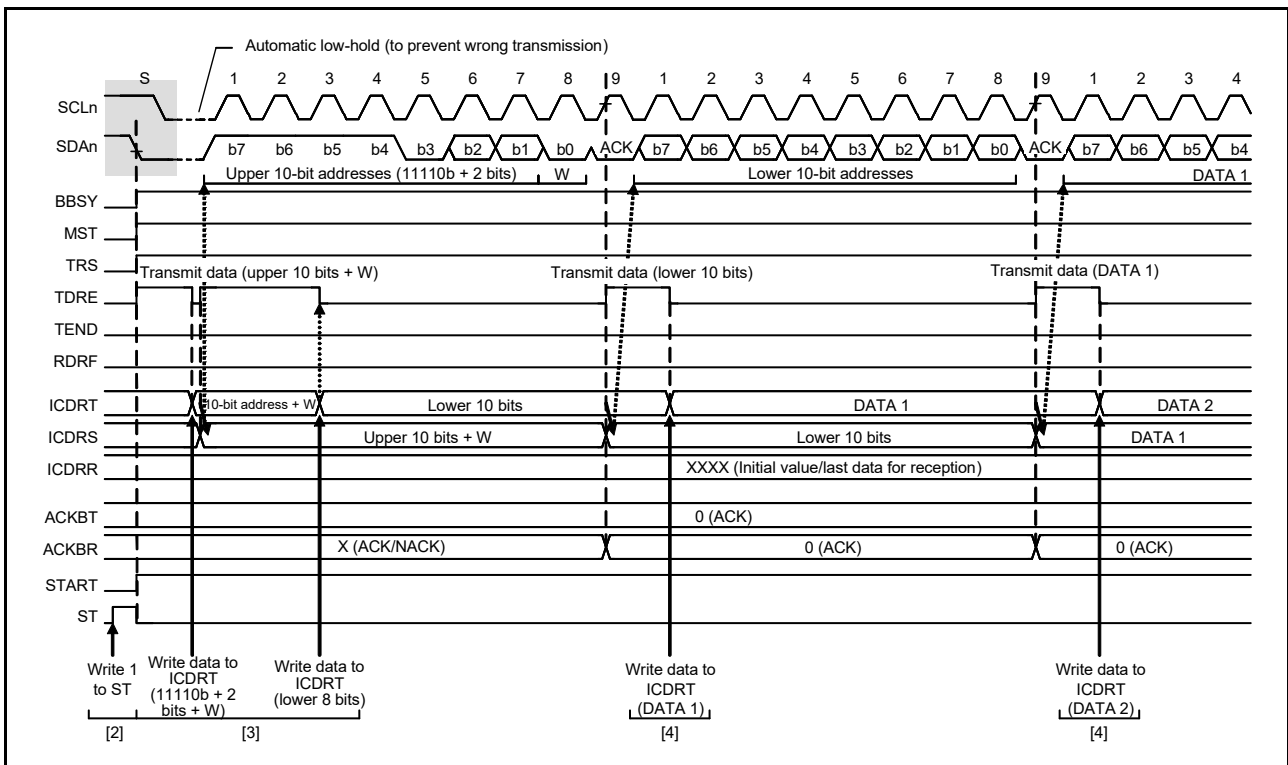 Automatic low-hold (to prevent wrong transmission)
S 1 2 3 4 5 6 7 8 9 1 2 3 4 5 6 7 8 9 1 2 3 4
SCLn
SDAn b7 b6 b5 b4 b3 b2 b1 b0 ACK b7 b6 b5 b4 b3 b2 b1 b0 ACK b7 b6 b5 b4
Upper 10-bit addresses (11110b + 2 bits) W Lower 10-bit addresses DATA 1
BBSY
MST
TRS
Transmit data (upper 10 bits + W) Transmit data (lower 10 bits) Transmit data (DATA 1)
TDRE
TEND
RDRF
ICDRT 10-bit address + W Lower 10 bits DATA 1 DATA 2
ICDRS Upper 10 bits + W Lower 10 bits DATA 1
ICDRR XXXX (Initial value/last data for reception)
ACKBT 0 (ACK)
ACKBR X (ACK/NACK) 0 (ACK) 0 (ACK)
START
ST
Write 1
to ST
Write data to
ICDRT
(11110b + 2
bits + W)
Write data to
ICDRT
(lower 8 bits)
Write data to
ICDRT
(DATA 1)
Write data to
ICDRT
(DATA 2)
[2] [3] [4] [4]